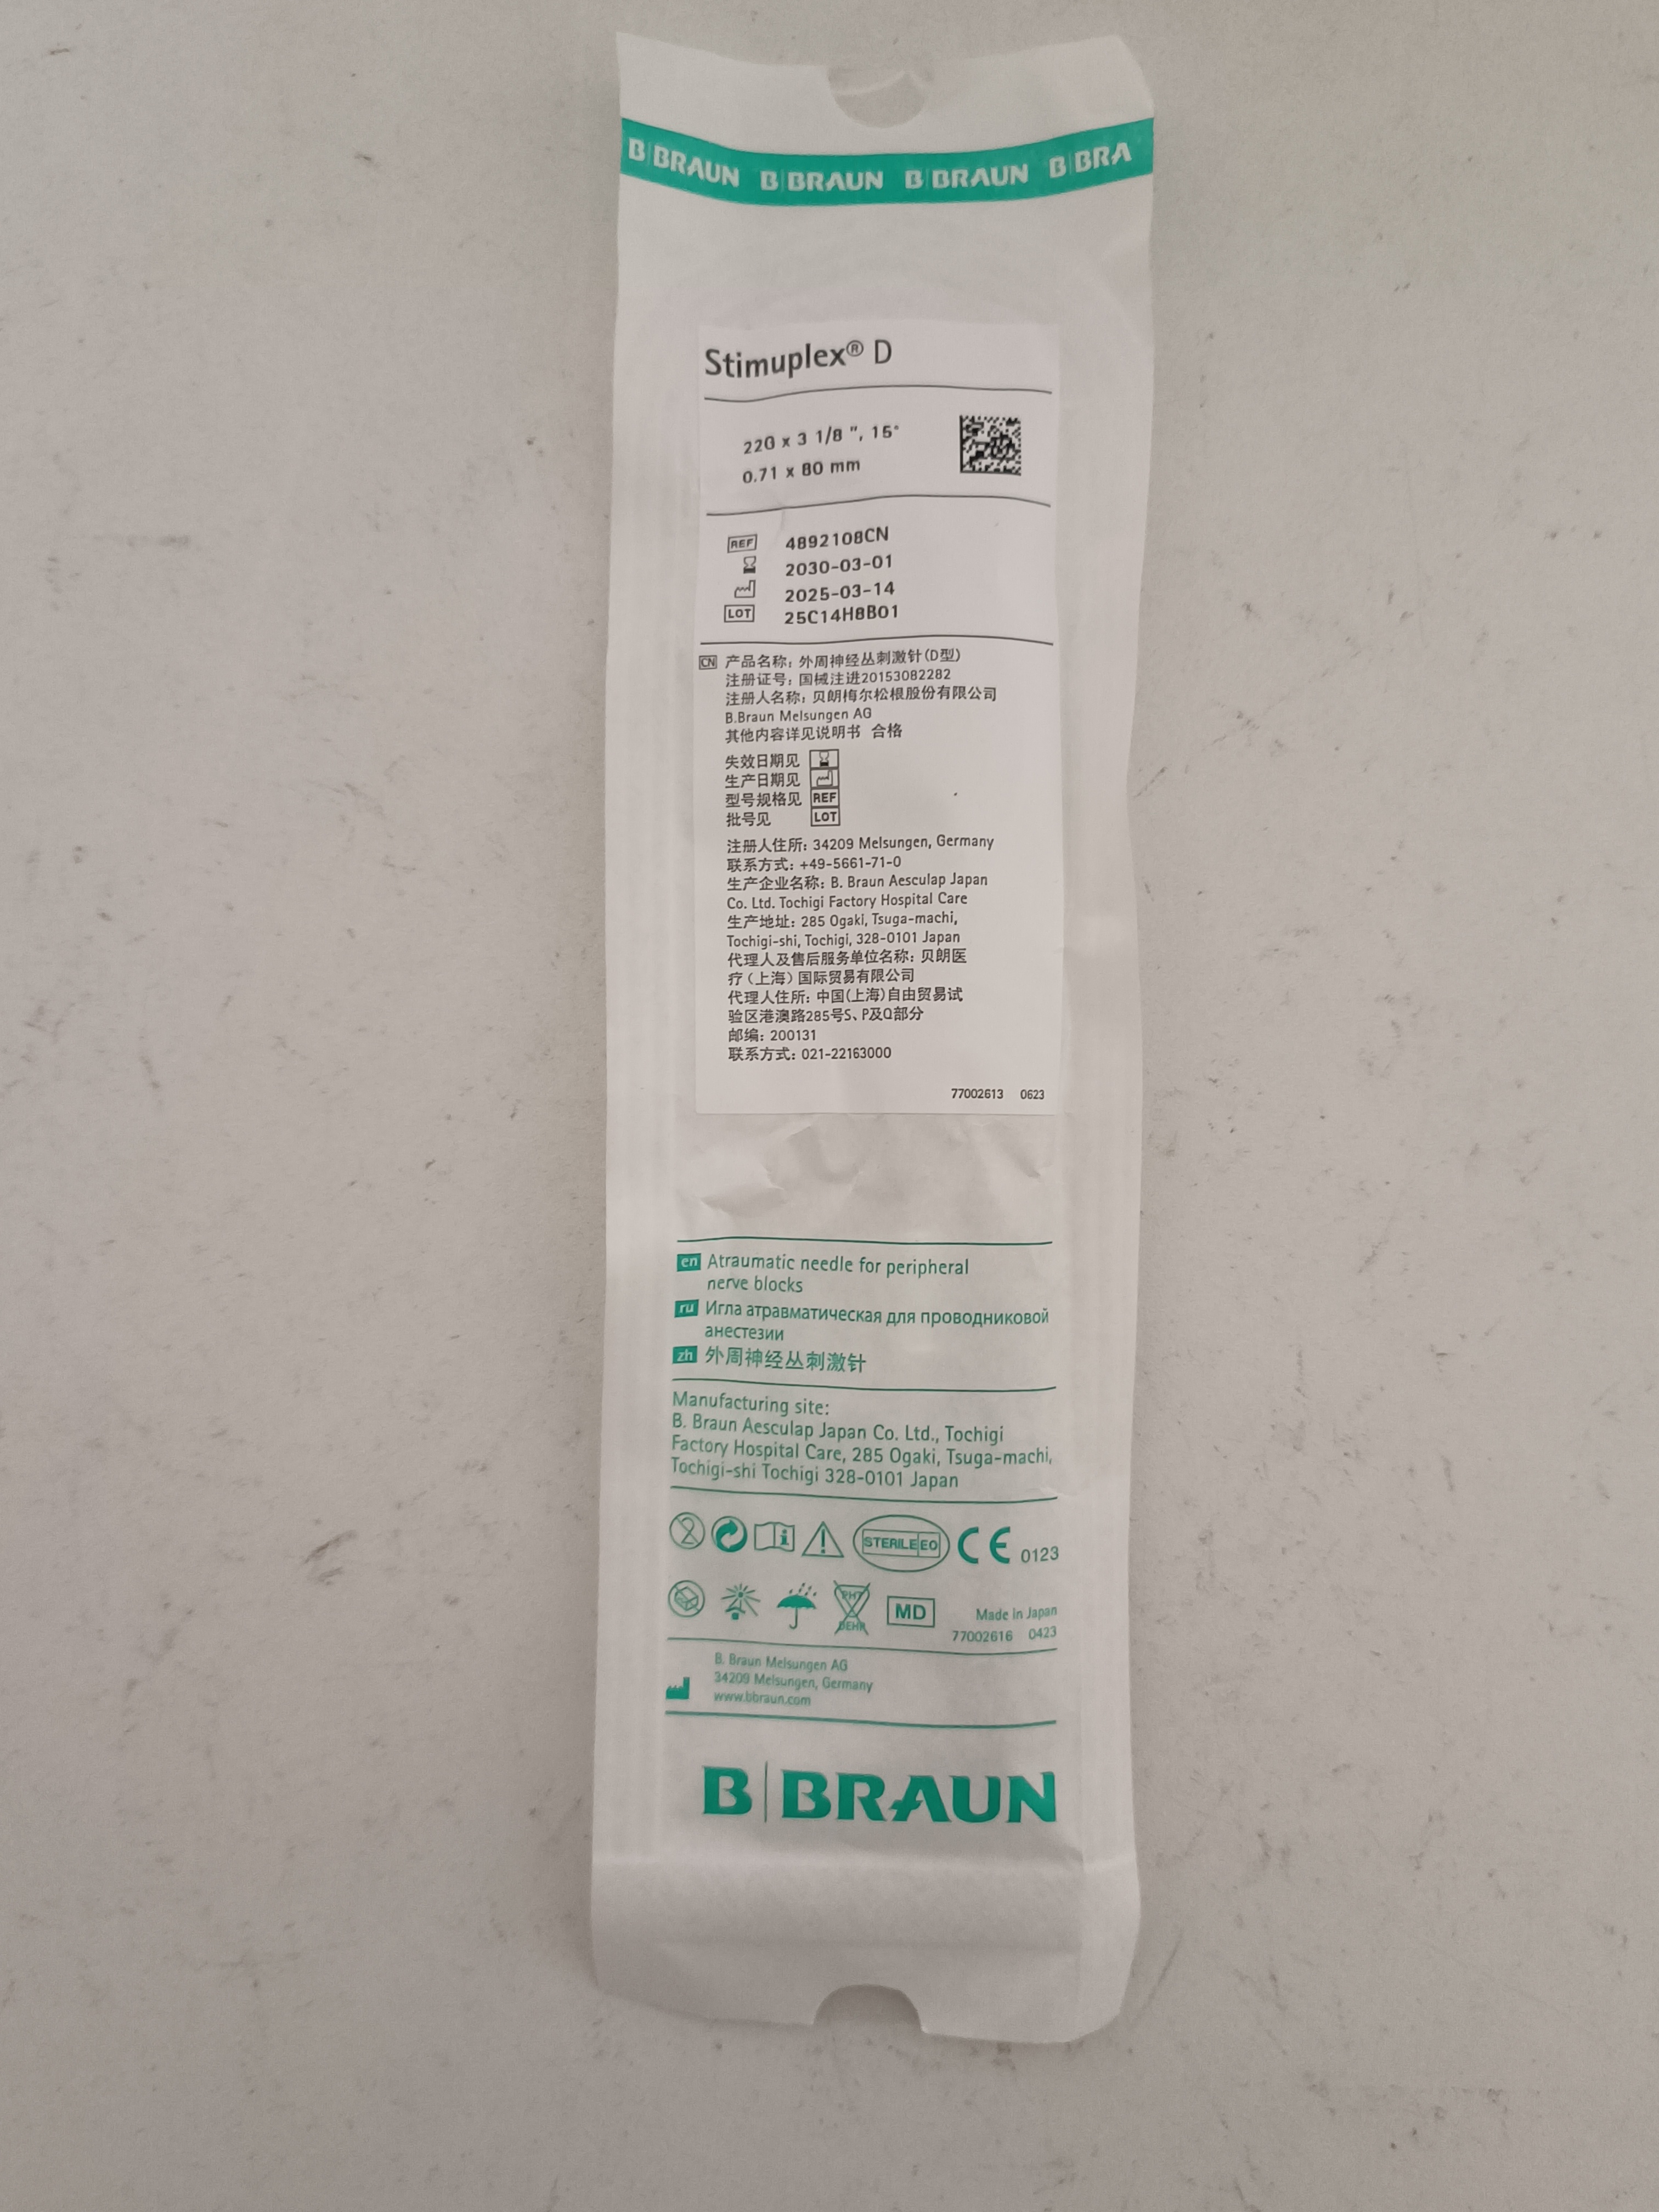 B|BRAUN B|BRAUN B|BRAUN B|BRA
Stimuplex® D
22G x 3 1/8 ", 15°
0.71 x 80 mm
REF 4892108CN
2030-03-01
2025-03-14
LOT 25C14H8B01
CN 产品名称: 外周神经丛刺激针(D型)
注册证号: 国械注进20153082282
注册人名称: 贝朗梅尔松根股份有限公司
B.Braun Melsungen AG
其他内容详见说明书 合格
失效日期见
生产日期见
型号规格见 REF
批号见 LOT
注册人住所: 34209 Melsungen, Germany
联系方式: +49-5661-71-0
生产企业名称: B. Braun Aesculap Japan
Co. Ltd. Tochigi Factory Hospital Care
生产地址: 285 Ogaki, Tsuga-machi,
Tochigi-shi, Tochigi, 328-0101 Japan
代理人及售后服务单位名称: 贝朗医
疗(上海)国际贸易有限公司
代理人住所: 中国(上海)自由贸易试
验区港澳路285号S、P及Q部分
邮编: 200131
联系方式: 021-22163000
77002613 0623
en Atraumatic needle for peripheral
nerve blocks
ru Игла атравматическая для проводниковой
анестезии
zh 外周神经丛刺激针
Manufacturing site:
B. Braun Aesculap Japan Co. Ltd., Tochigi
Factory Hospital Care, 285 Ogaki, Tsuga-machi,
Tochigi-shi Tochigi 328-0101 Japan
2 i STERILE EO CE 0123
PHT DEHP MD Made in Japan
77002616 0423
B. Braun Melsungen AG
34209 Melsungen, Germany
www.bbraun.com
B|BRAUN